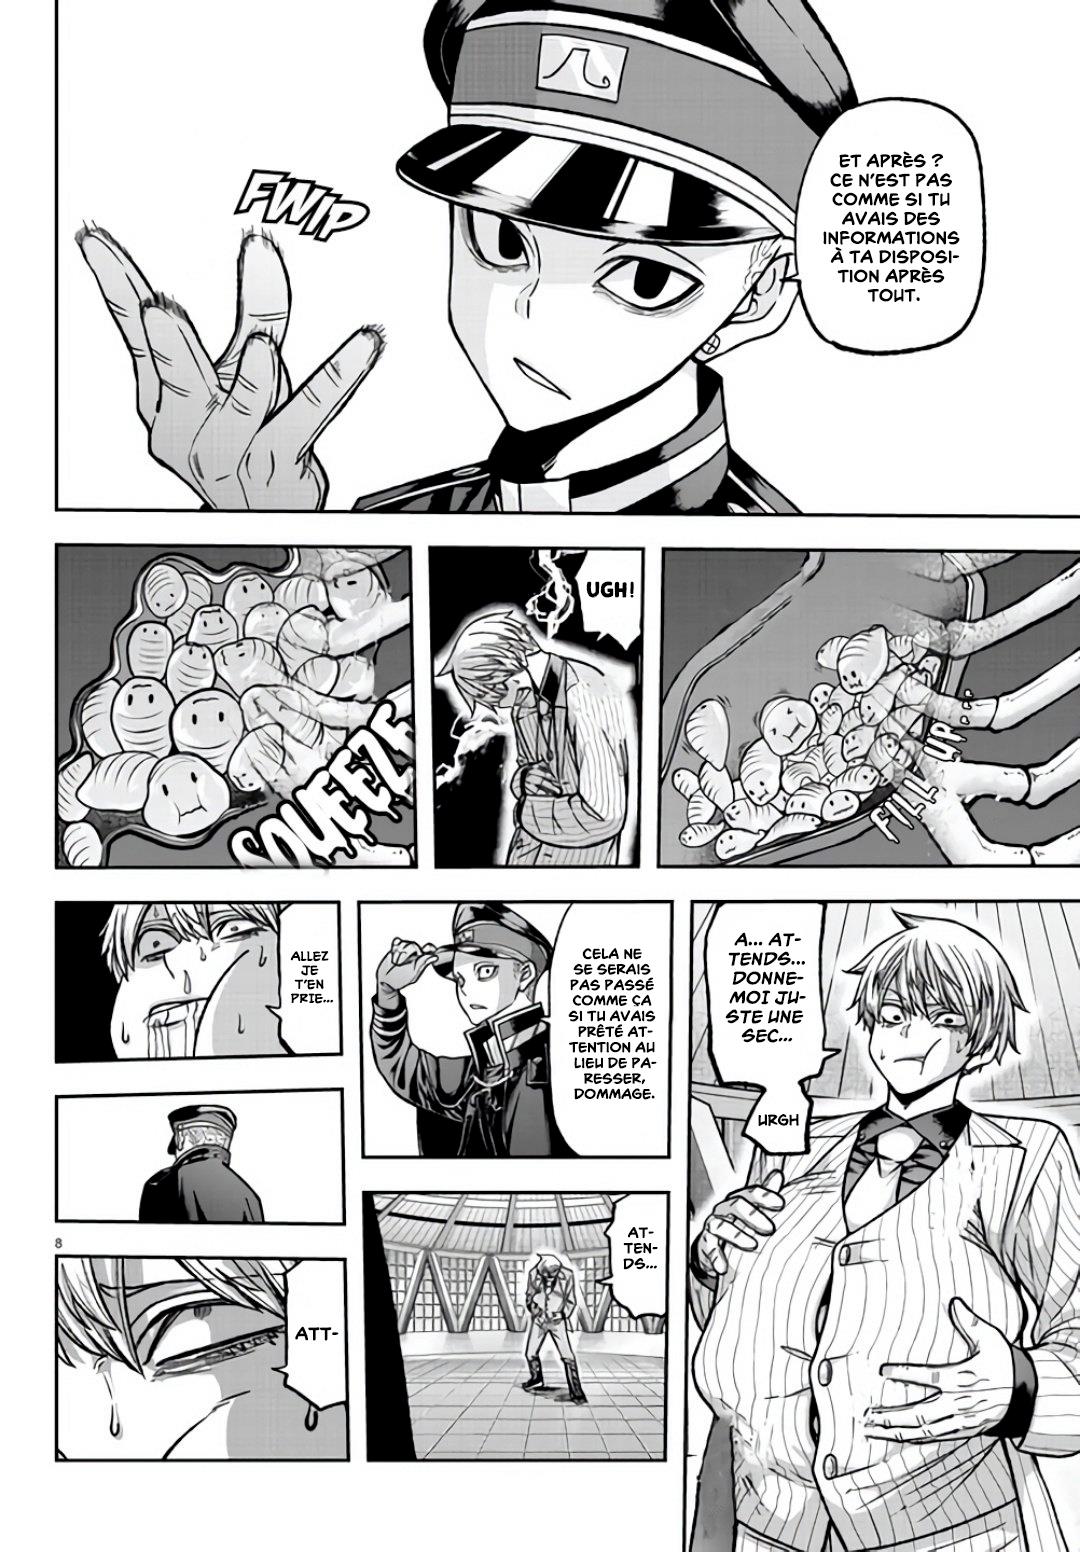 八
FWIP
ET APRÈS ?
CE N'EST PAS
COMME SI TU
AVAIS DES
INFORMATIONS
À TA DISPOSI-
TION APRÈS
TOUT.
FILL UP
UGH!
SQUEEZE
A... AT-
TENDS...
DONNE-
MOI JU-
STE UNE
SEC...
URGH
CELA NE
SE SERAIS
PAS PASSÉ
COMME ÇA
SI TU AVAIS
PRÊTÉ AT-
TENTION AU
LIEU DE PA-
RESSER,
DOMMAGE.
ALLEZ
JE
T'EN
PRIE...
AT-
TEN-
DS...
ATT-
8